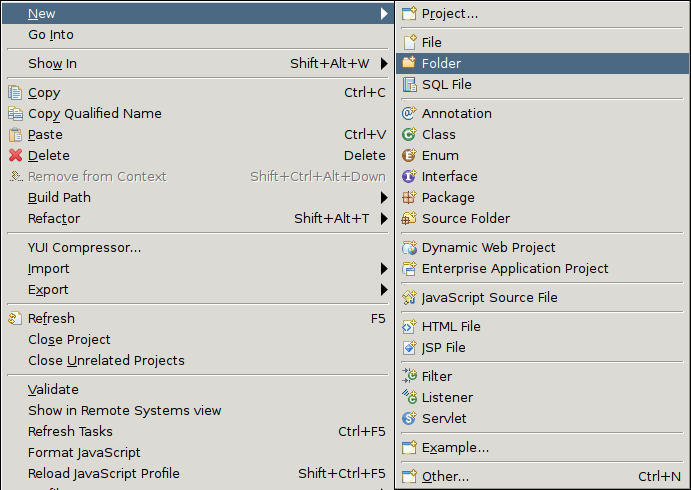 New
Go Into
Show In Shift+Alt+W
Copy Ctrl+C
Copy Qualified Name
Paste Ctrl+V
Delete Delete
Remove from Context Shift+Ctrl+Alt+Down
Build Path
Refactor Shift+Alt+T
YUI Compressor...
Import
Export
Refresh F5
Close Project
Close Unrelated Projects
Validate
Show in Remote Systems view
Refresh Tasks Ctrl+F5
Format JavaScript
Reload JavaScript Profile Shift+Ctrl+F5
Project...
File
Folder
SQL File
Annotation
Class
Enum
Interface
Package
Source Folder
Dynamic Web Project
Enterprise Application Project
JavaScript Source File
HTML File
JSP File
Filter
Listener
Servlet
Example...
Other... Ctrl+N